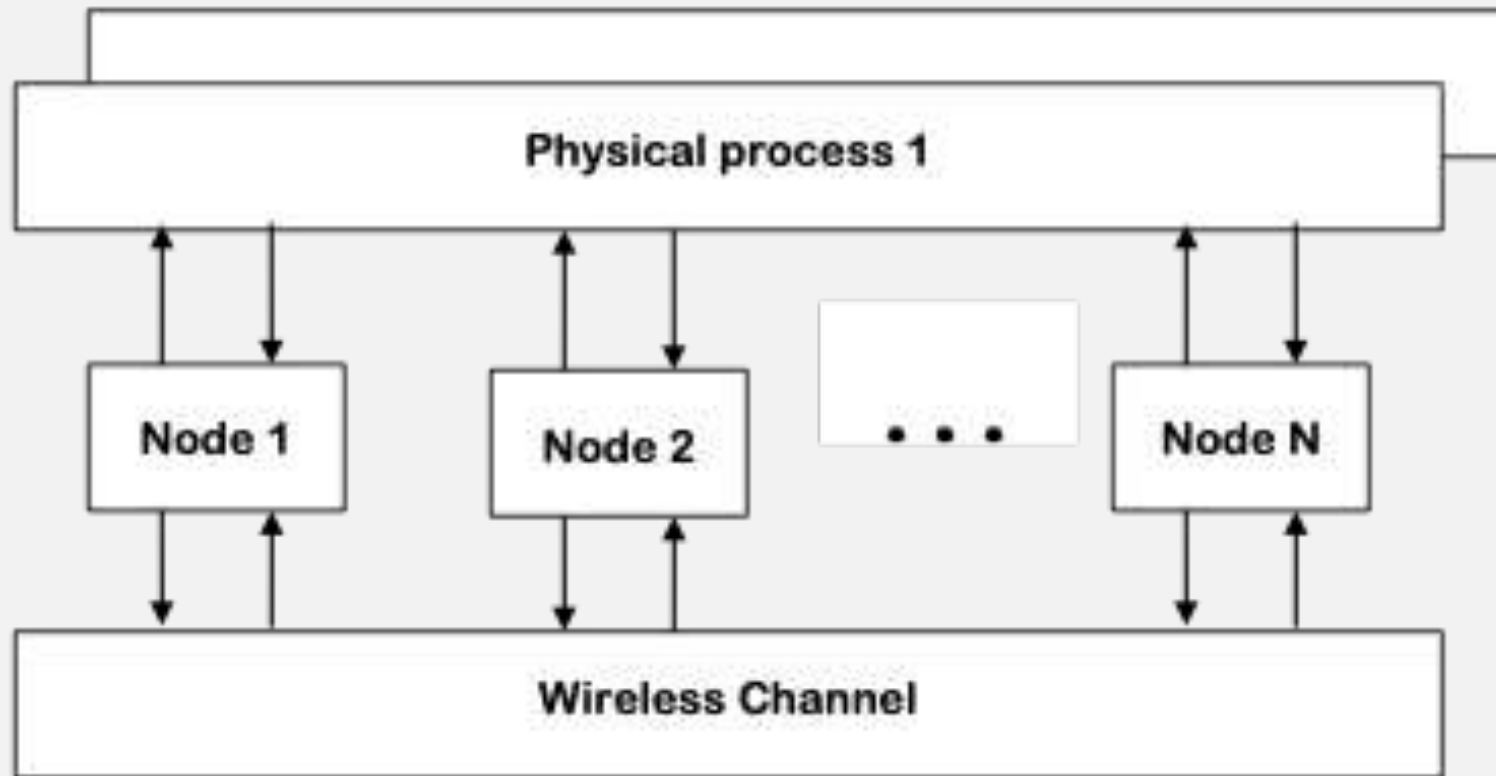 Physical process 1
Node 1
Node 2
. . .
Node N
Wireless Channel